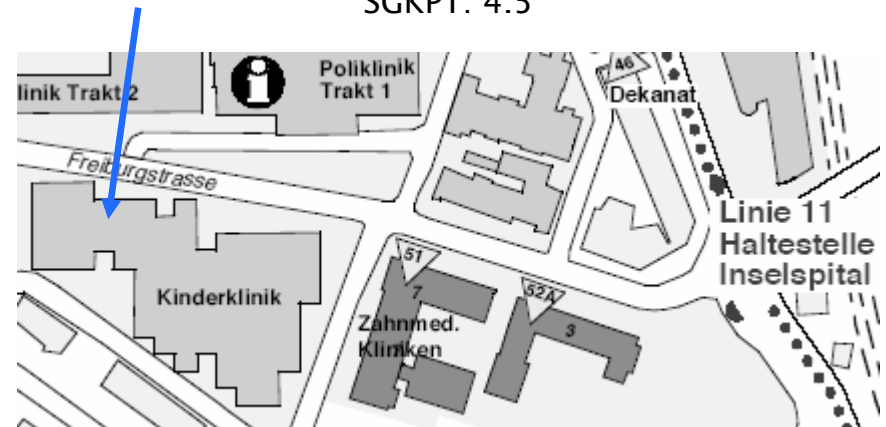 SGKPT: 4.5
46
Poliklinik
Trakt 1
linik Trakt 2
Dekanat
Freiburgstrasse
Linie 11
Haltestelle
Inselspital
51
52A
7
Kinderklinik
Zahnmed.
Kliniken
3